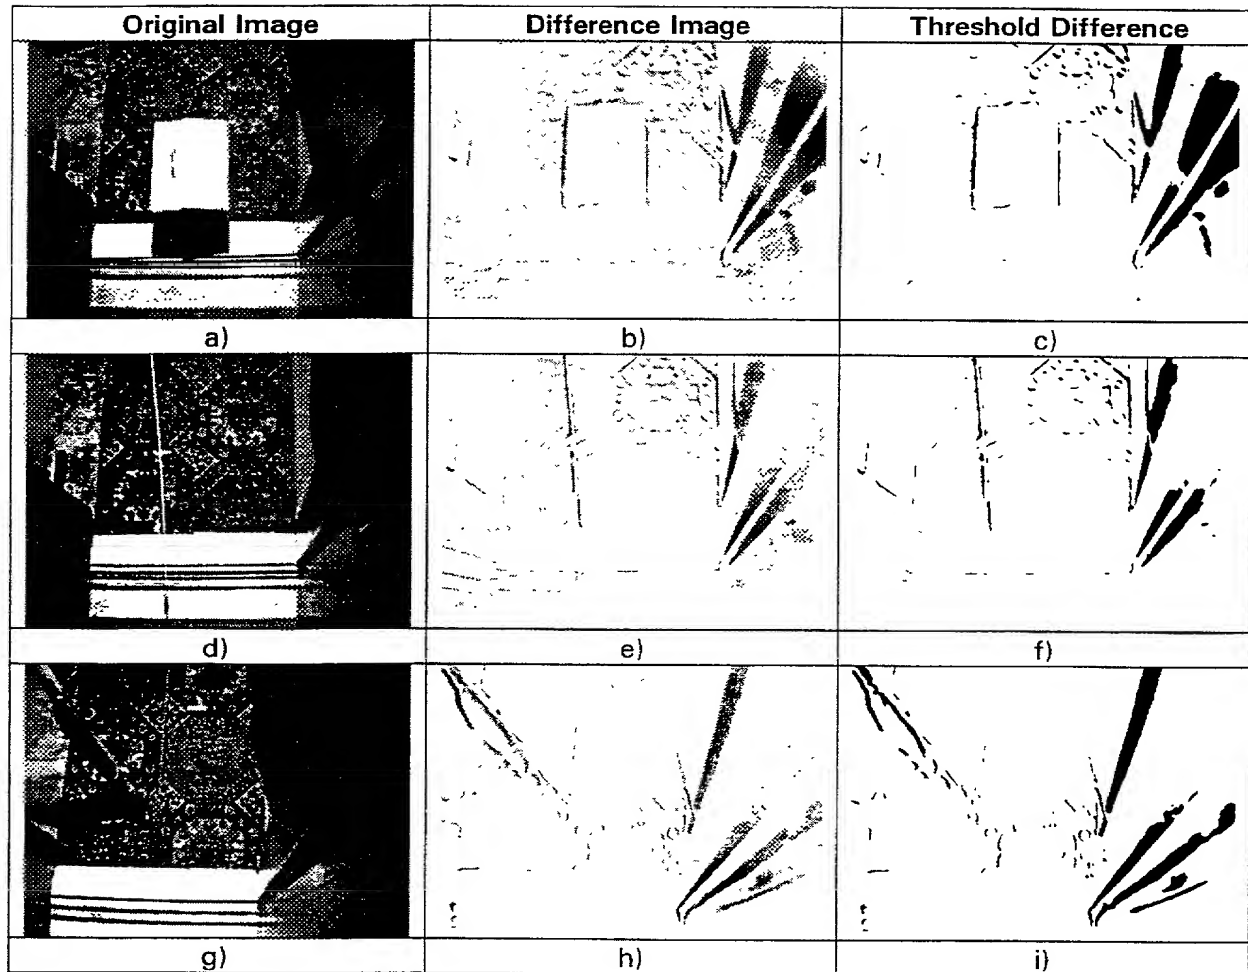 Original Image Difference Image Threshold Difference
a) b) c)
d) e) f)
g) h) i)